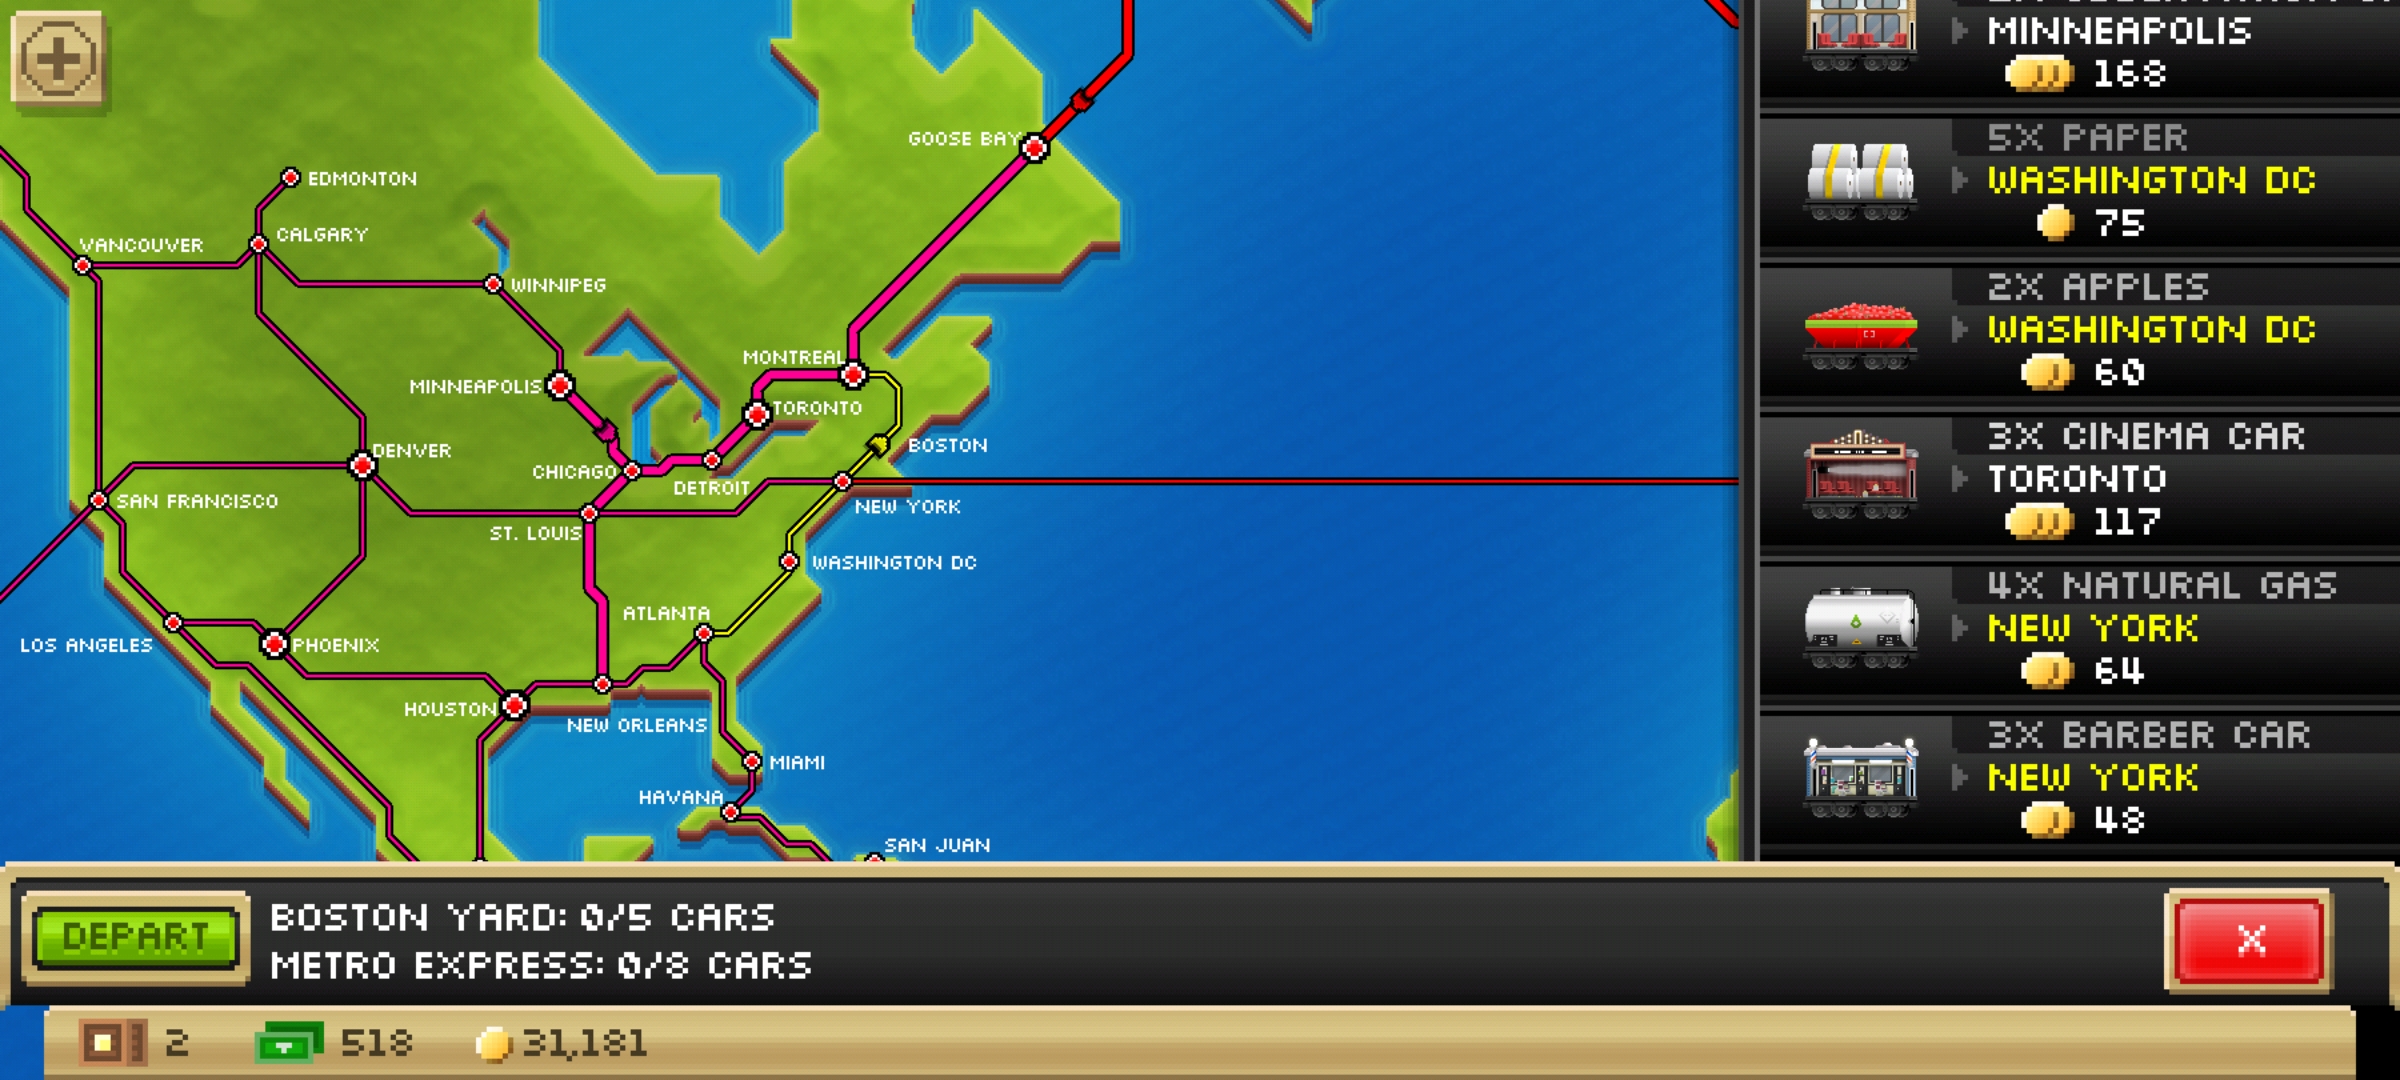 GOOSE BAY
EDMONTON
CALGARY
VANCOUVER
WINNIPEG
MONTREAL
MINNEAPOLIS
TORONTO
BOSTON
DENVER
CHICAGO
DETROIT
SAN FRANCISCO
NEW YORK
ST. LOUIS
WASHINGTON DC
ATLANTA
LOS ANGELES
PHOENIX
HOUSTON
NEW ORLEANS
MIAMI
HAVANA
SAN JUAN
MINNEAPOLIS
168
5X PAPER
WASHINGTON DC
75
2X APPLES
WASHINGTON DC
60
3X CINEMA CAR
TORONTO
117
4X NATURAL GAS
NEW YORK
64
3X BARBER CAR
NEW YORK
48
DEPART
BOSTON YARD: 0/5 CARS
METRO EXPRESS: 0/8 CARS
X
2
518
31,181